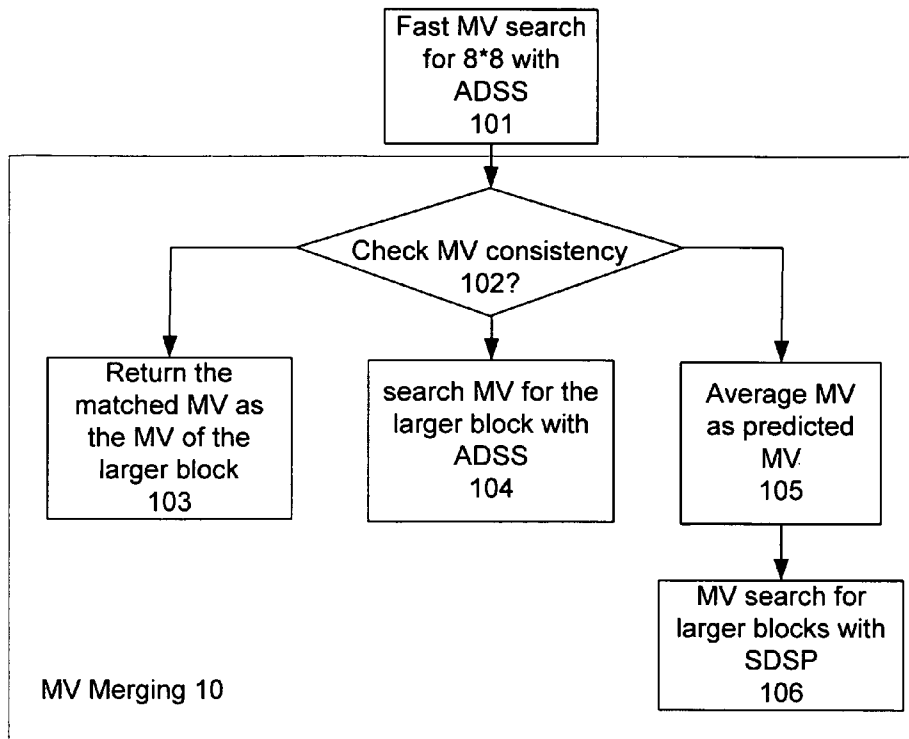 Fast MV search
for 8*8 with
ADSS
101
Check MV consistency
102?
Return the
matched MV as
the MV of the
larger block
103
search MV for the
larger block with
ADSS
104
Average MV
as predicted
MV
105
MV search for
larger blocks with
SDSP
106
MV Merging 10